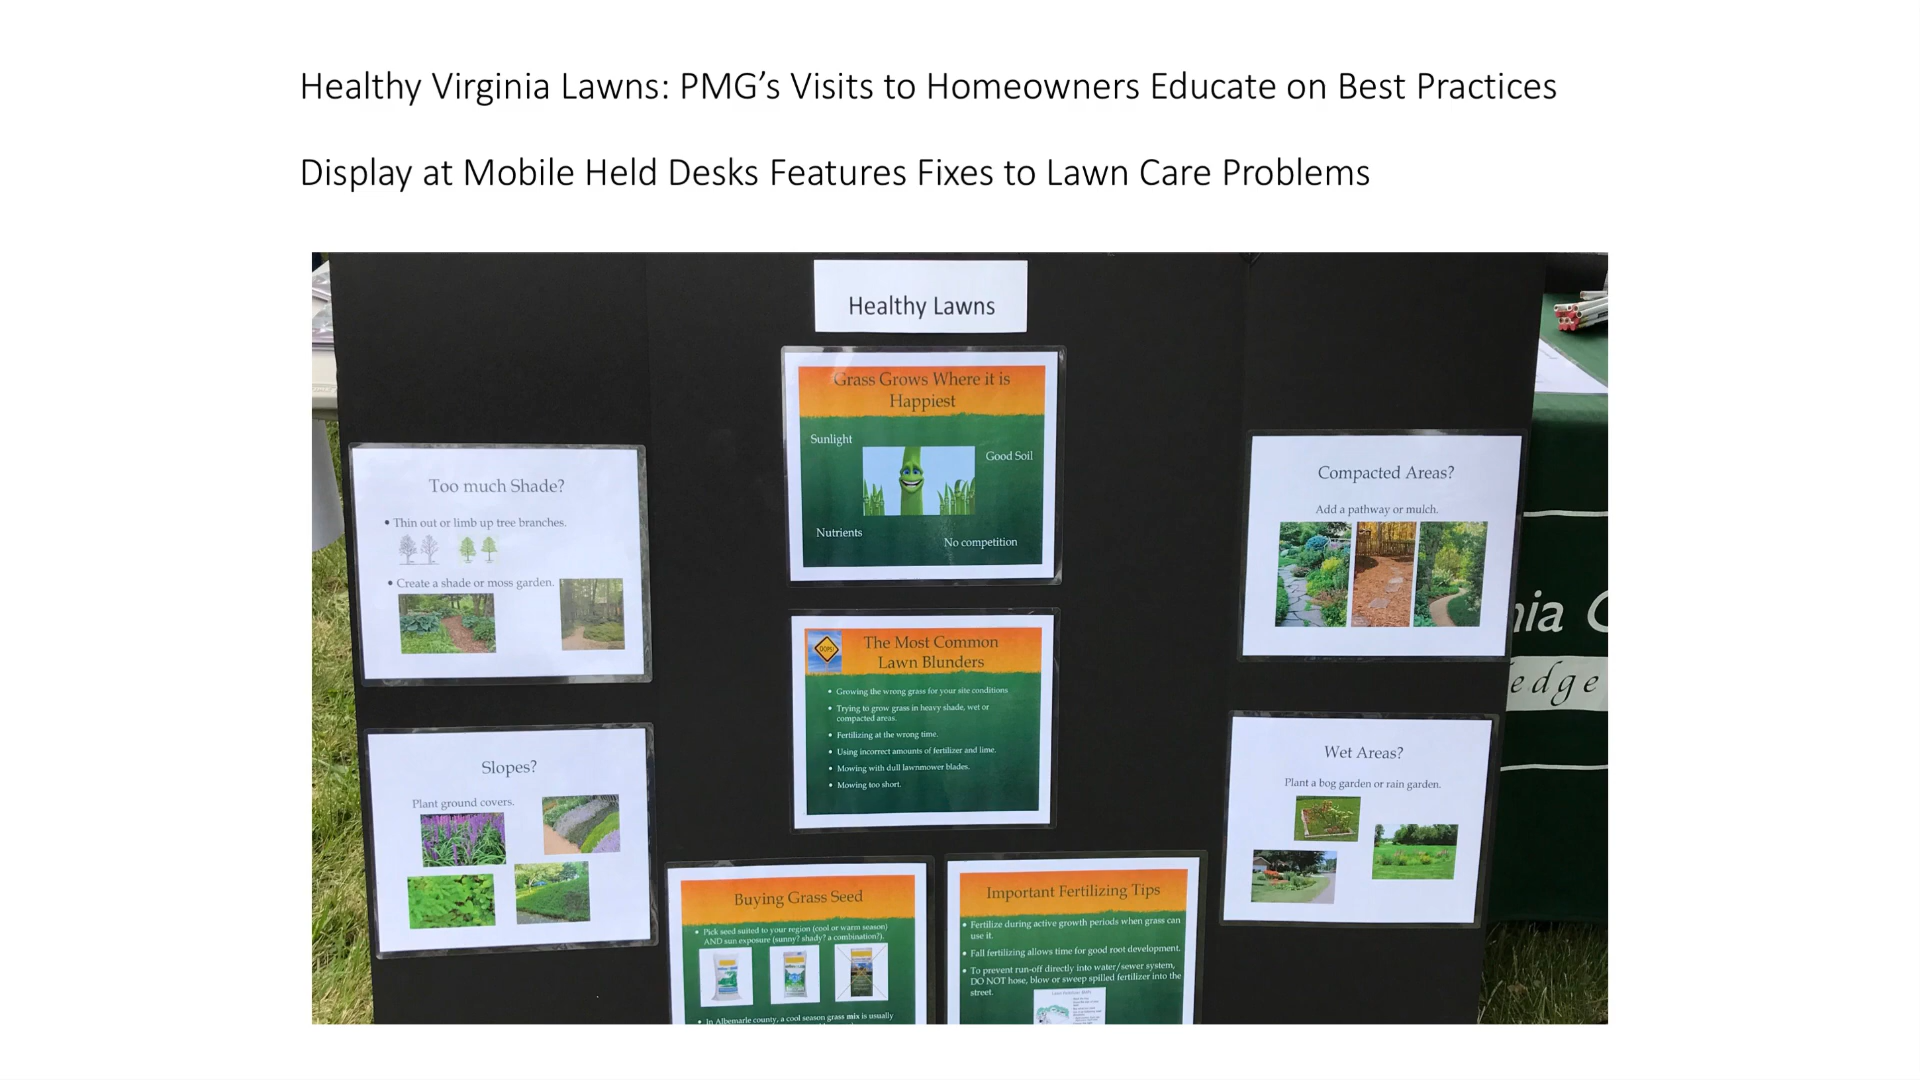 Healthy Virginia Lawns: PMG’s Visits to Homeowners Educate on Best Practices
Display at Mobile Held Desks Features Fixes to Lawn Care Problems
Healthy Lawns
Grass Grows Where it is
Happiest
Sunlight
Good Soil
Nutrients
No competition
Too much Shade?
• Thin out or limb up tree branches.
• Create a shade or moss garden.
Compacted Areas?
Add a pathway or mulch.
OOPS!
The Most Common
Lawn Blunders
• Growing the wrong grass for your site conditions
• Trying to grow grass in heavy shade, wet or
compacted areas.
• Fertilizing at the wrong time.
• Using incorrect amounts of fertilizer and lime.
• Mowing with dull lawnmower blades.
• Mowing too short.
Slopes?
Plant ground covers.
Wet Areas?
Plant a bog garden or rain garden.
Buying Grass Seed
• Pick seed suited to your region (cool or warm season)
AND sun exposure (sunny? shady? a combination?).
• In Albemarle county, a cool season grass mix is usually
Important Fertilizing Tips
• Fertilize during active growth periods when grass can
use it.
• Fall fertilizing allows time for good root development.
• To prevent run-off directly into water/sewer system,
DO NOT hose, blow or sweep spilled fertilizer into the
street.
nia C
edge